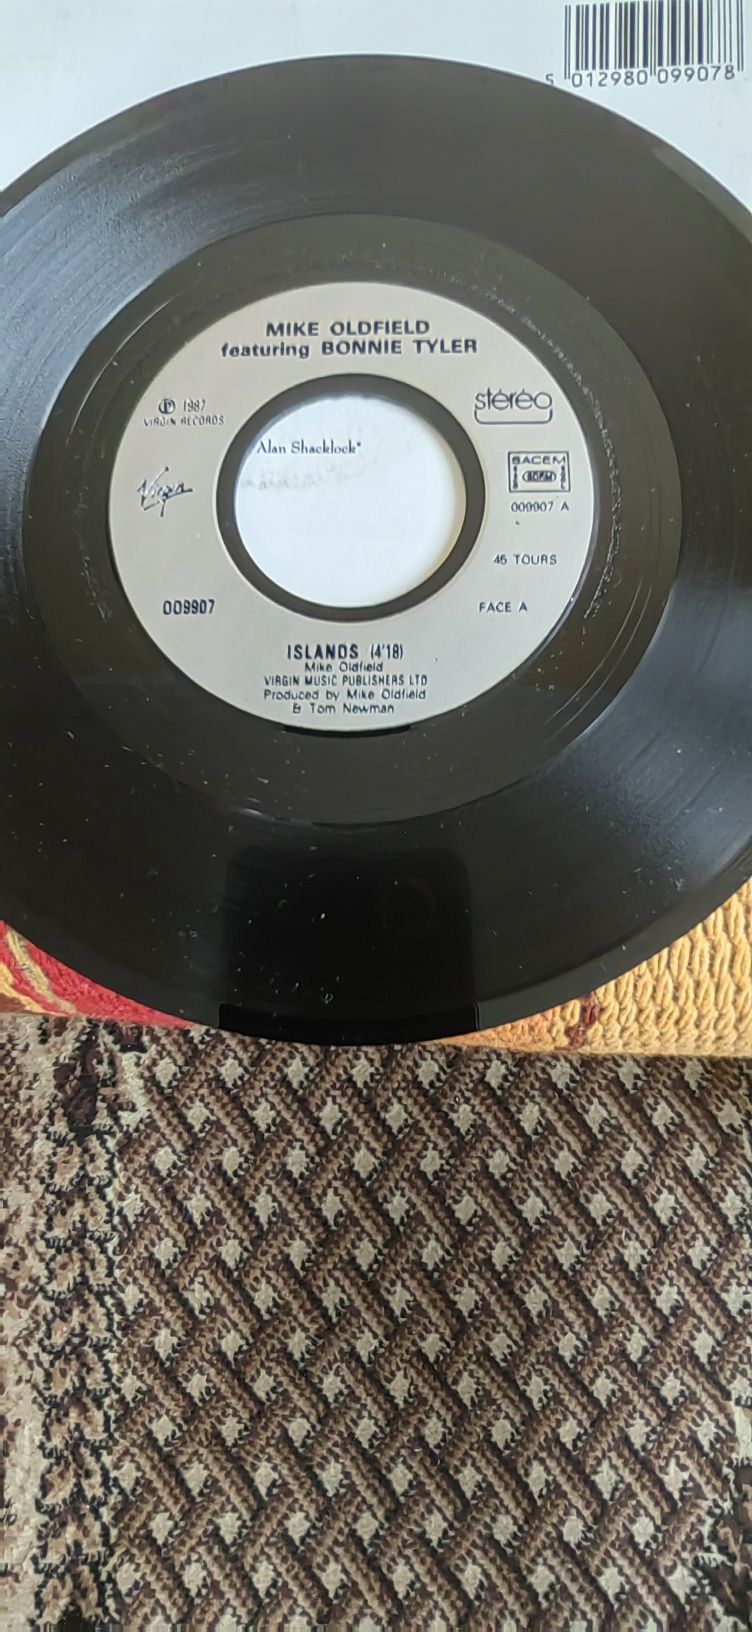 5 012980 099078
MIKE OLDFIELD
featuring BONNIE TYLER
℗ 1987
VIRGIN RECORDS
stéréo
Alan Shacklock*
Virgin
SACEM
SDRM
009907 A
45 TOURS
009907
FACE A
ISLANDS (4'18)
Mike Oldfield
VIRGIN MUSIC PUBLISHERS LTD
Produced by Mike Oldfield
& Tom Newman